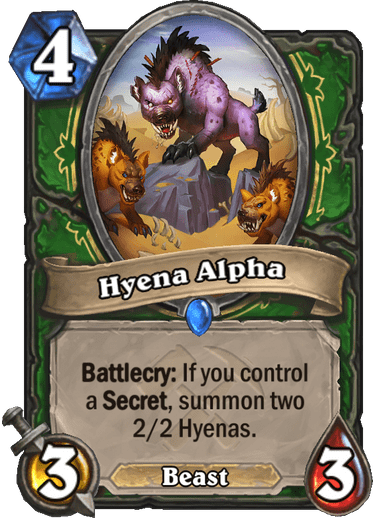 4
Hyena Alpha
Battlecry: If you control
a Secret, summon two
2/2 Hyenas.
3
Beast
3